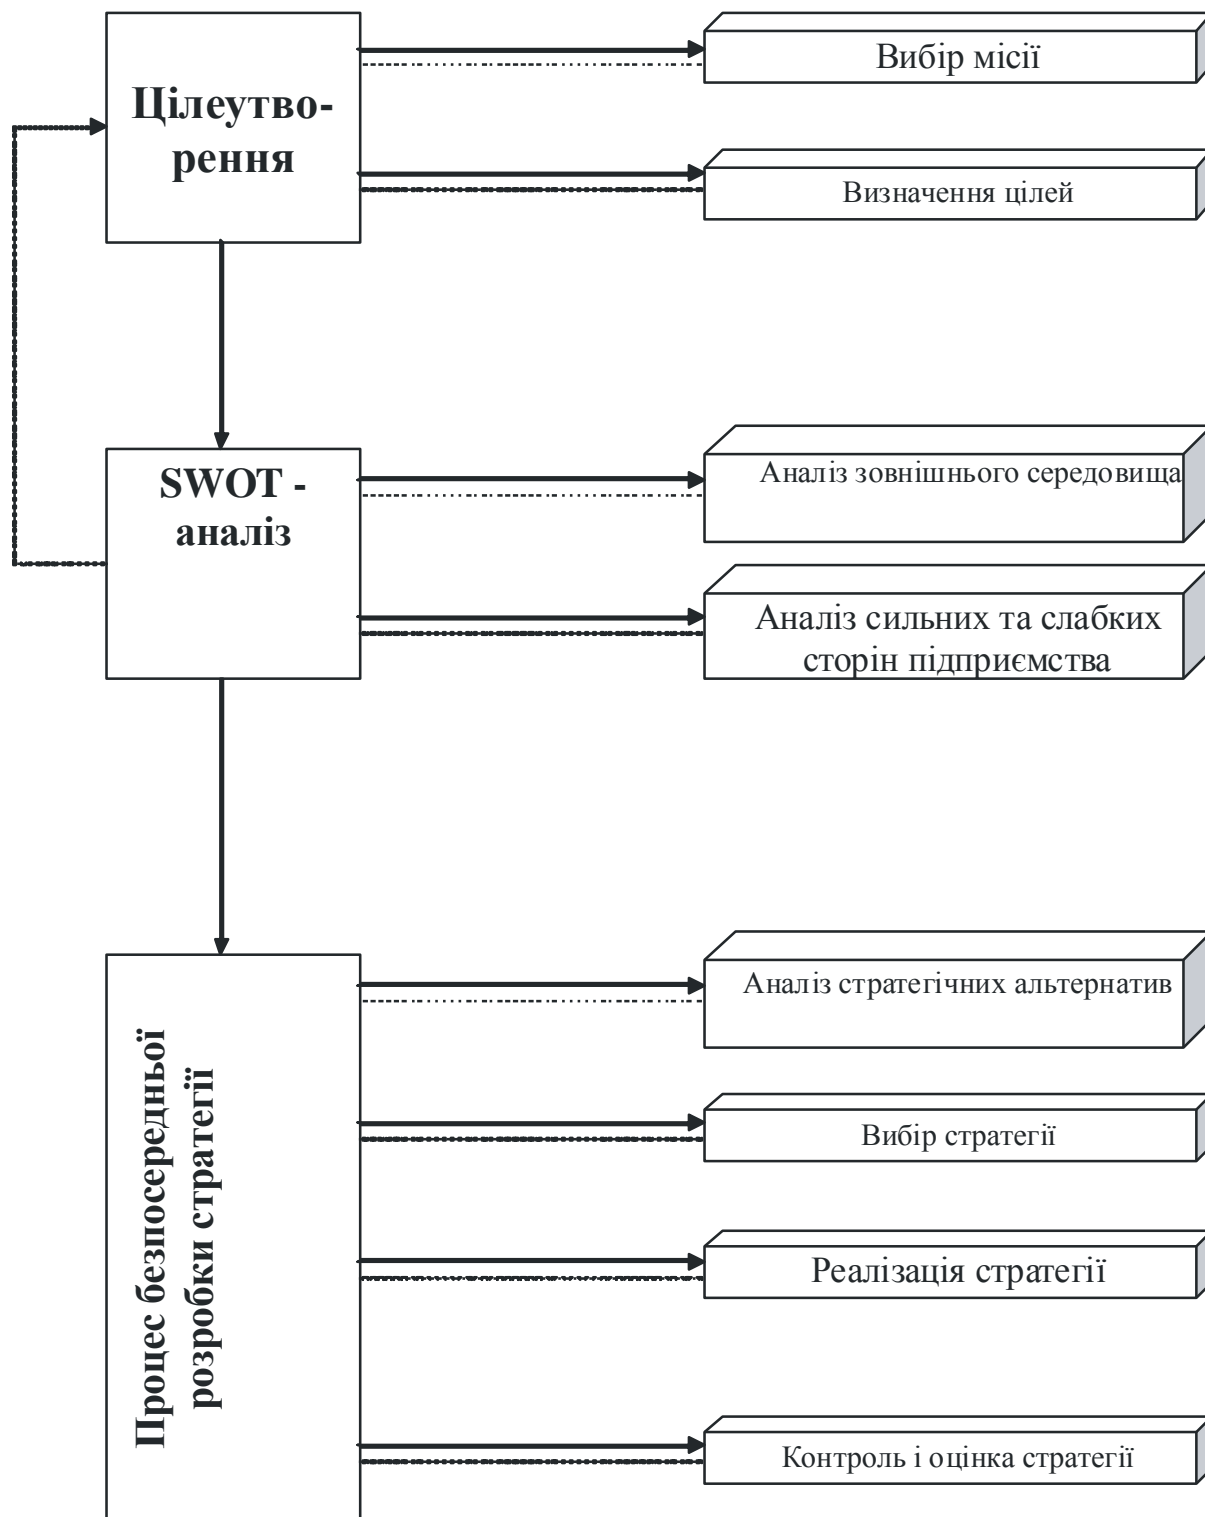 Цілеутво-
рення
Вибір місії
Визначення цілей
SWOT -
аналіз
Аналіз зовнішнього середовища
Аналіз сильних та слабких
сторін підприємства
Процес безпосередньої
розробки стратегії
Аналіз стратегічних альтернатив
Вибір стратегії
Реалізація стратегії
Контроль і оцінка стратегії